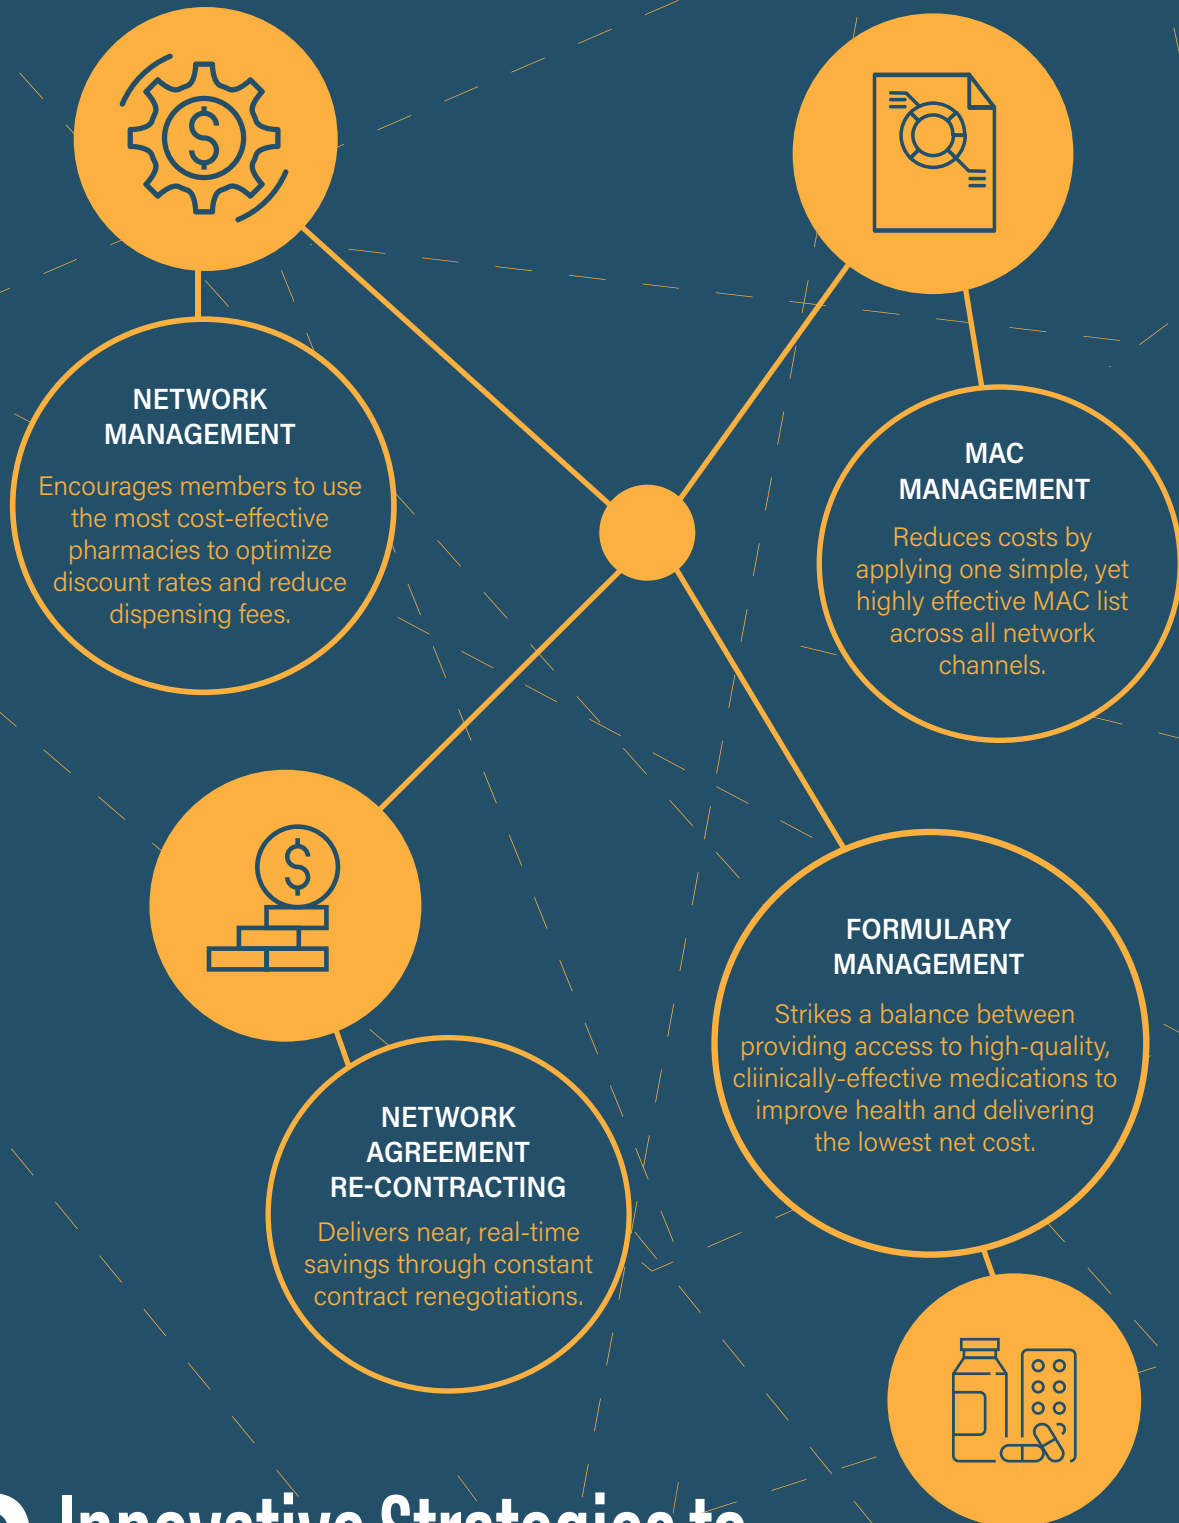 NETWORK
MANAGEMENT
Encourages members to use
the most cost-effective
pharmacies to optimize
discount rates and reduce
dispensing fees.
MAC
MANAGEMENT
Reduces costs by
applying one simple, yet
highly effective MAC list
across all network
channels.
NETWORK
AGREEMENT
RE-CONTRACTING
Delivers near, real-time
savings through constant
contract renegotiations.
FORMULARY
MANAGEMENT
Strikes a balance between
providing access to high-quality,
cliinically-effective medications to
improve health and delivering
the lowest net cost.
Innovative Strategies to